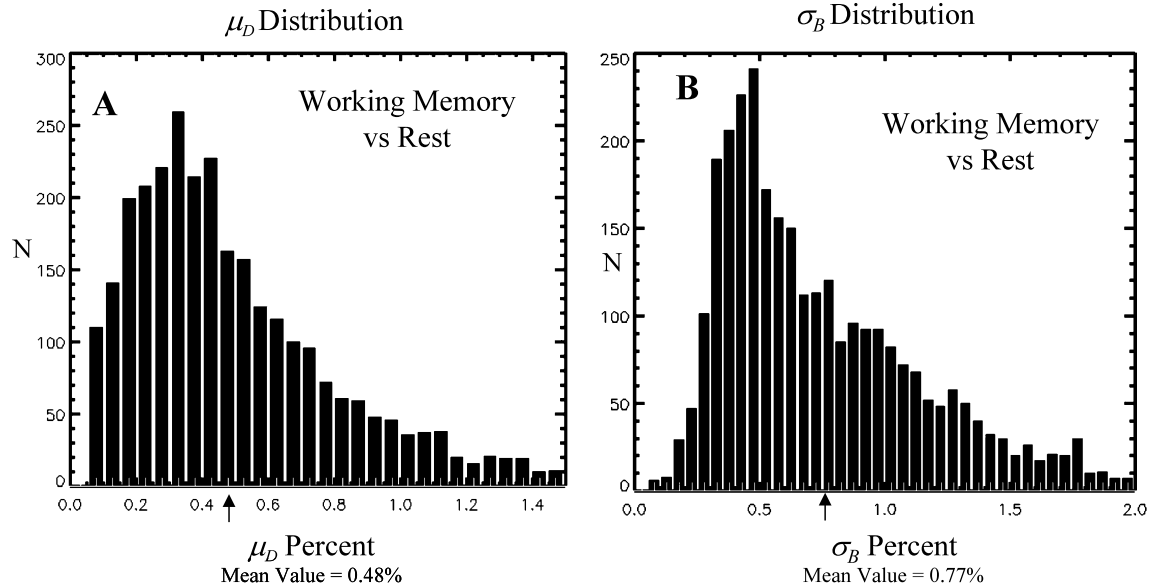 μD Distribution
A
Working Memory
vs Rest
N
300
250
200
150
100
50
0
0.0 0.2 0.4 0.6 0.8 1.0 1.2 1.4
μD Percent
Mean Value = 0.48%
σB Distribution
B
Working Memory
vs Rest
N
250
200
150
100
50
0
0.0 0.5 1.0 1.5 2.0
σB Percent
Mean Value = 0.77%